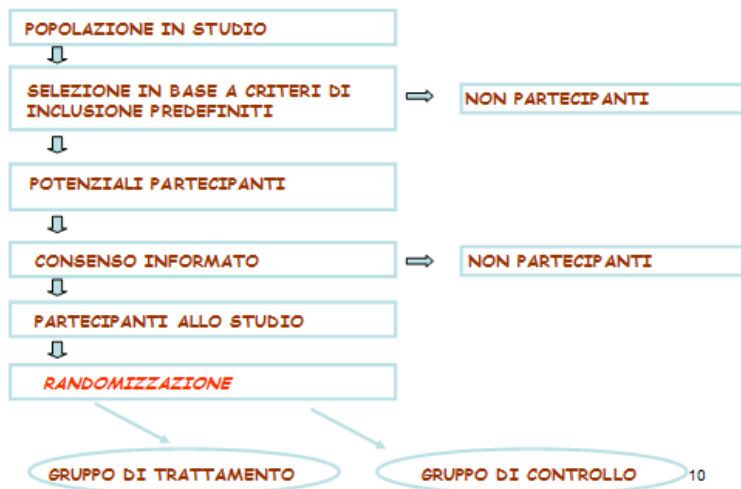 POPOLAZIONE IN STUDIO
SELEZIONE IN BASE A CRITERI DI
INCLUSIONE PREDEFINITI
NON PARTECIPANTI
POTENZIALI PARTECIPANTI
CONSENSO INFORMATO
NON PARTECIPANTI
PARTECIPANTI ALLO STUDIO
RANDOMIZZAZIONE
GRUPPO DI TRATTAMENTO
GRUPPO DI CONTROLLO
10